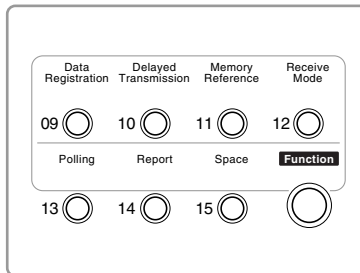 Data Registration
Delayed Transmission
Memory Reference
Receive Mode
09
10
11
12
Polling
Report
Space
Function
13
14
15